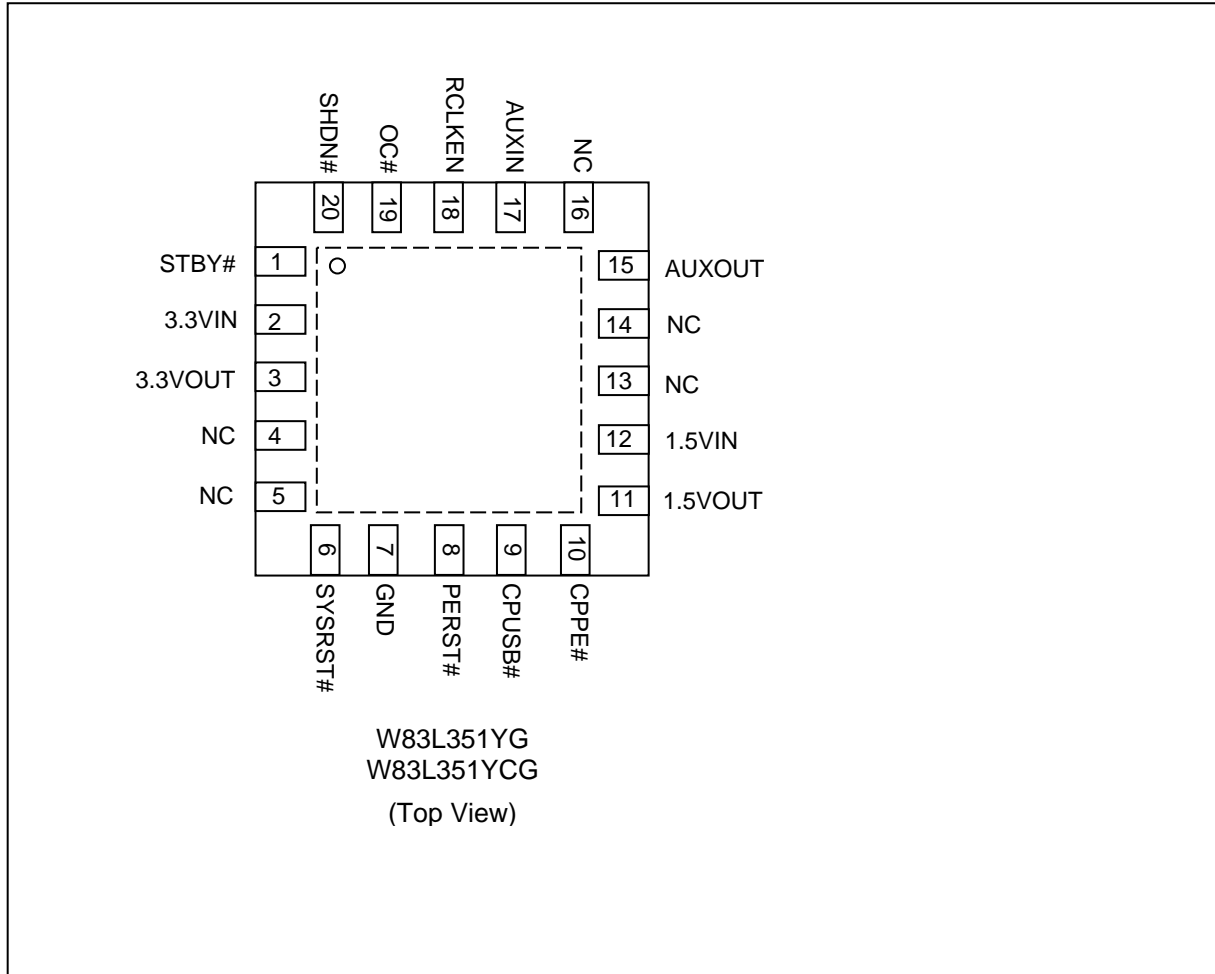 SHDN#
OC#
RCLKEN
AUXIN
NC
20
19
18
17
16
STBY# 1
15 AUXOUT
3.3VIN 2
14 NC
3.3VOUT 3
13 NC
NC 4
12 1.5VIN
NC 5
11 1.5VOUT
6
7
8
9
10
SYSRST#
GND
PERST#
CPUSB#
CPPE#
W83L351YG
W83L351YCG
(Top View)